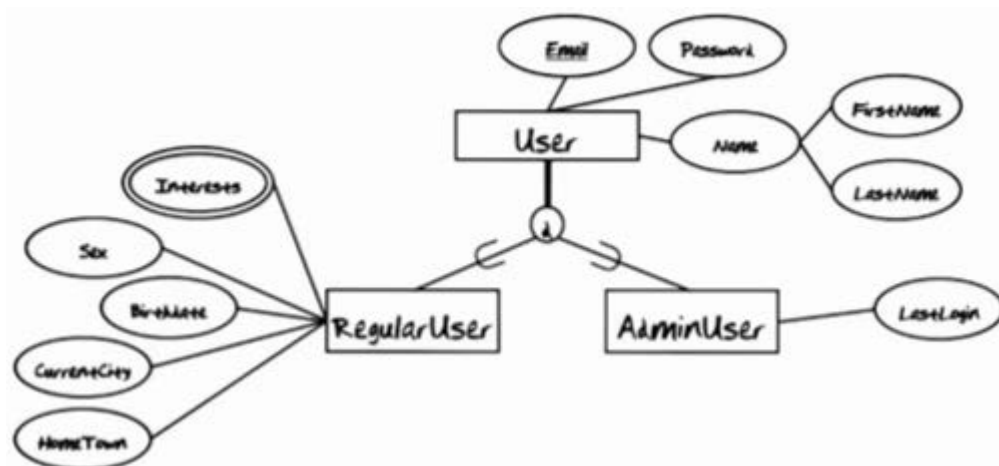 Email
Password
User
Name
FirstName
LastName
d
Interests
Sex
BirthDate
CurrentCity
HomeTown
RegularUser
AdminUser
LastLogin